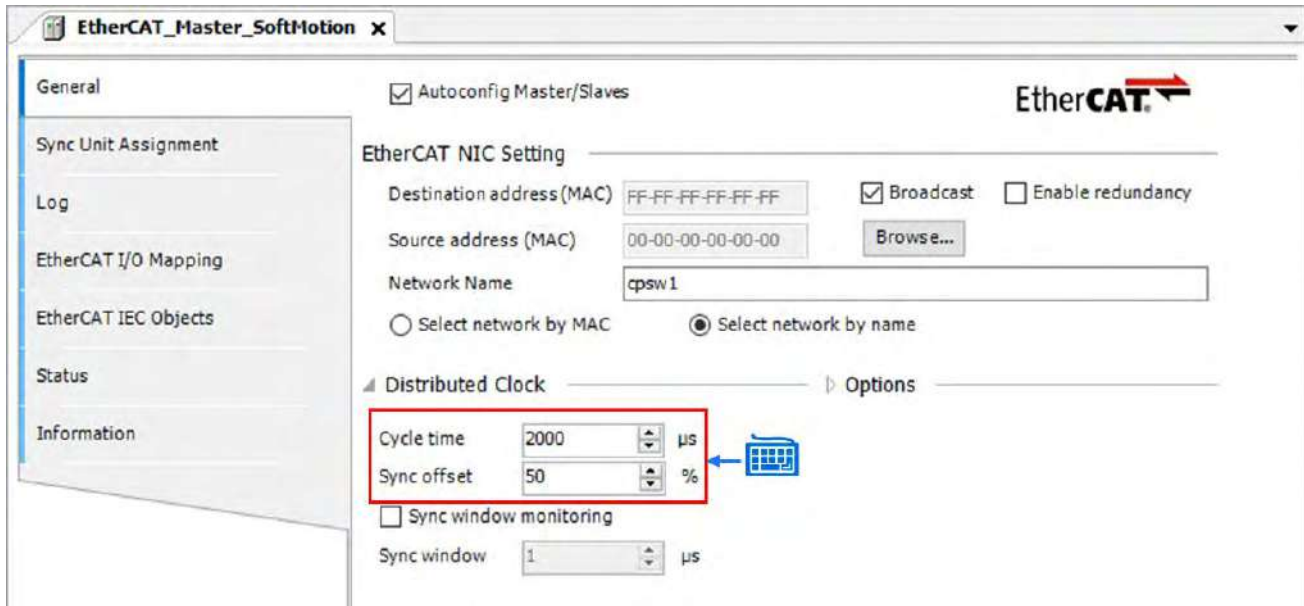 EtherCAT_Master_SoftMotion
General
Sync Unit Assignment
Log
EtherCAT I/O Mapping
EtherCAT IEC Objects
Status
Information
Autoconfig Master/Slaves
EtherCAT
EtherCAT NIC Setting
Destination address (MAC) FF-FF-FF-FF-FF-FF Broadcast Enable redundancy
Source address (MAC) 00-00-00-00-00-00 Browse...
Network Name cpsw1
Select network by MAC Select network by name
Distributed Clock Options
Cycle time 2000 µs
Sync offset 50 %
Sync window monitoring
Sync window 1 µs